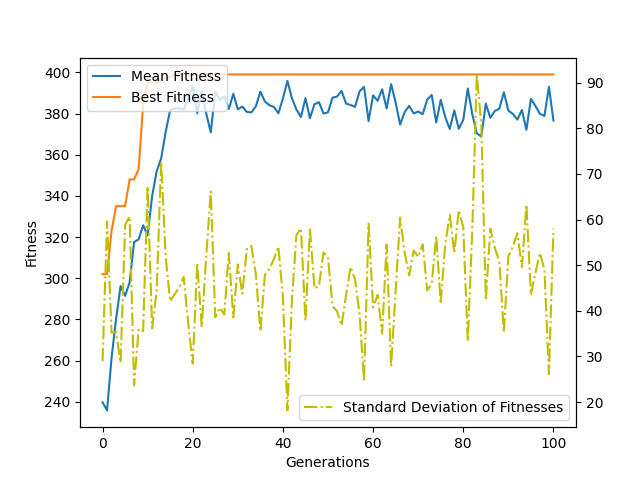 Mean Fitness
Best Fitness
Standard Deviation of Fitnesses
Fitness
Generations
400
380
360
340
320
300
280
260
240
90
80
70
60
50
40
30
20
0 20 40 60 80 100